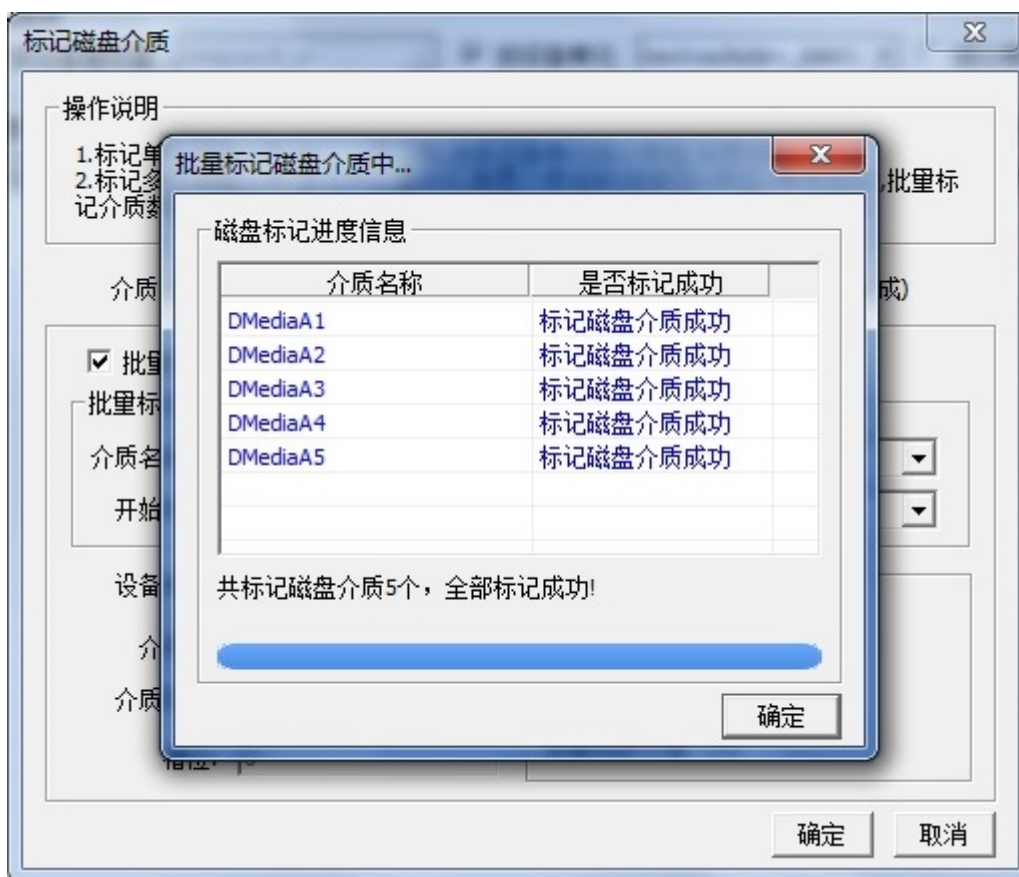 标记磁盘介质
操作说明
1.标记单
2.标记多
,批量标
记介质数
介质
成)
批量
批量标
介质名
开始
设备
介
介质
槽位:
确定
取消
批量标记磁盘介质中...
磁盘标记进度信息
介质名称 是否标记成功
DMediaA1 标记磁盘介质成功
DMediaA2 标记磁盘介质成功
DMediaA3 标记磁盘介质成功
DMediaA4 标记磁盘介质成功
DMediaA5 标记磁盘介质成功
共标记磁盘介质5个，全部标记成功!
确定